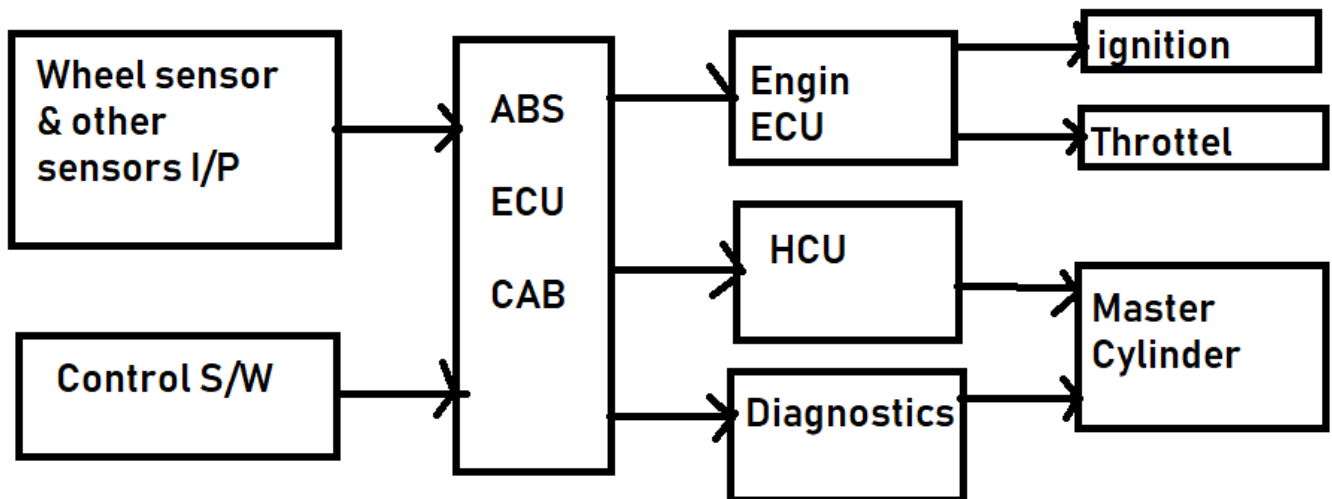 Wheel sensor
& other
sensors I/P
Control S/W
ABS
ECU
CAB
Engin
ECU
HCU
Diagnostics
ignition
Throttel
Master
Cylinder